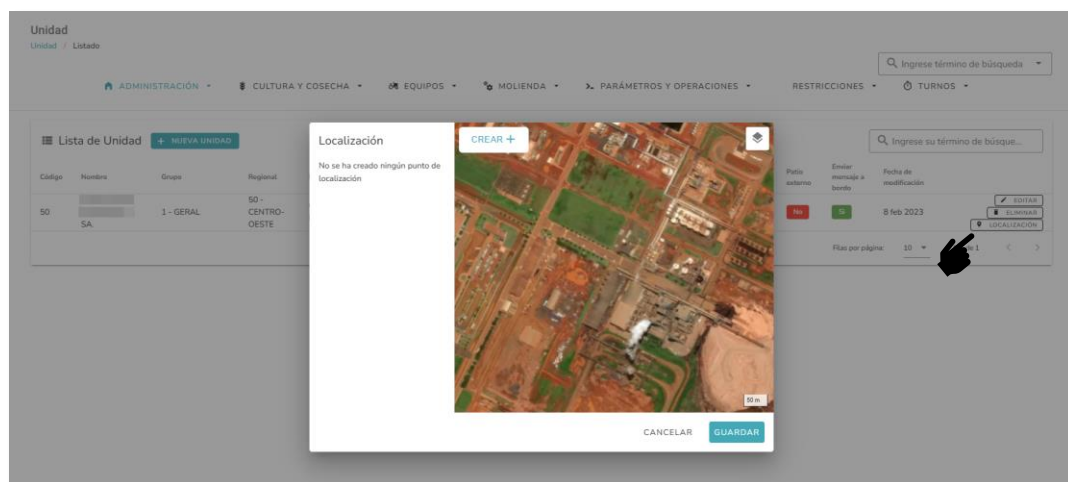 Unidad
Unidad / Listado
Ingrese término de búsqueda
ADMINISTRACIÓN
CULTURA Y COSECHA
EQUIPOS
MOLIENDA
PARÁMETROS Y OPERACIONES
RESTRICCIONES
TURNOS
Lista de Unidad
+ NUEVA UNIDAD
Ingrese su término de búsque...
Código
Nombre
Grupo
Regional
Patio
externo
Enviar
mensaje a
bordo
Fecha de
modificación
50
SA.
1 - GERAL
50 -
CENTRO-
OESTE
No
Si
8 feb 2023
EDITAR
ELIMINAR
LOCALIZACIÓN
Filas por página:
10
de 1
Localización
No se ha creado ningún punto de
localización
CREAR +
50 m
CANCELAR
GUARDAR